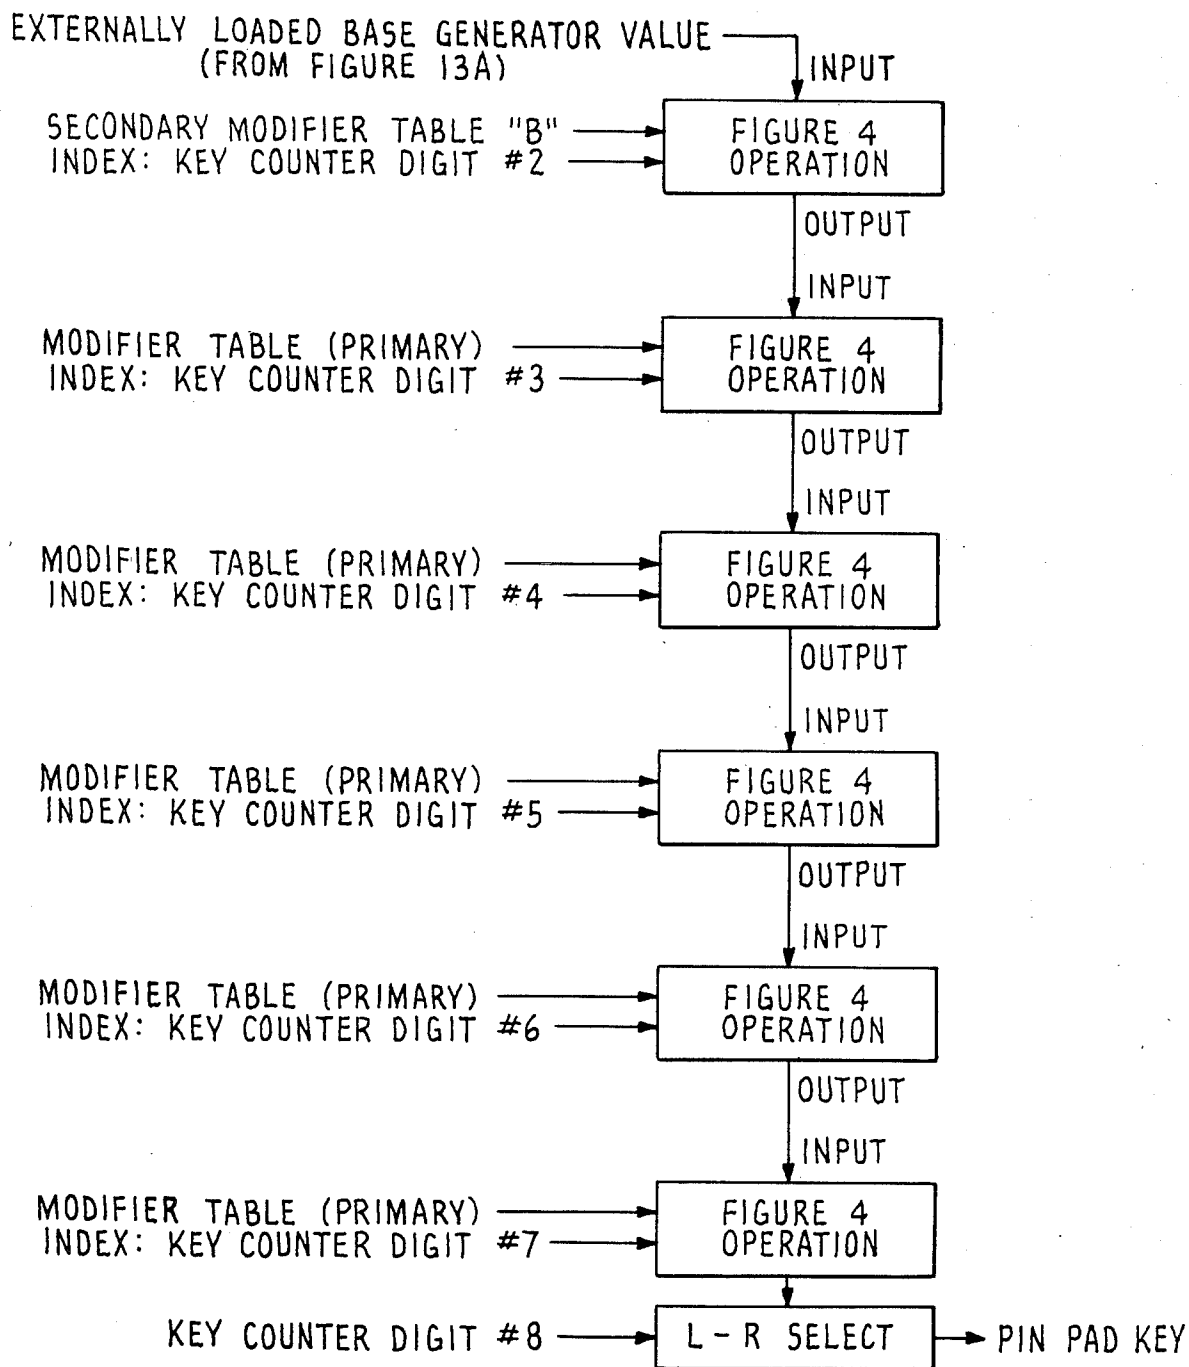 EXTERNALLY LOADED BASE GENERATOR VALUE
(FROM FIGURE 13A)
INPUT
SECONDARY MODIFIER TABLE "B"
INDEX: KEY COUNTER DIGIT #2
FIGURE 4
OPERATION
OUTPUT
INPUT
MODIFIER TABLE (PRIMARY)
INDEX: KEY COUNTER DIGIT #3
FIGURE 4
OPERATION
OUTPUT
INPUT
MODIFIER TABLE (PRIMARY)
INDEX: KEY COUNTER DIGIT #4
FIGURE 4
OPERATION
OUTPUT
INPUT
MODIFIER TABLE (PRIMARY)
INDEX: KEY COUNTER DIGIT #5
FIGURE 4
OPERATION
OUTPUT
INPUT
MODIFIER TABLE (PRIMARY)
INDEX: KEY COUNTER DIGIT #6
FIGURE 4
OPERATION
OUTPUT
INPUT
MODIFIER TABLE (PRIMARY)
INDEX: KEY COUNTER DIGIT #7
FIGURE 4
OPERATION
KEY COUNTER DIGIT #8
L-R SELECT
PIN PAD KEY